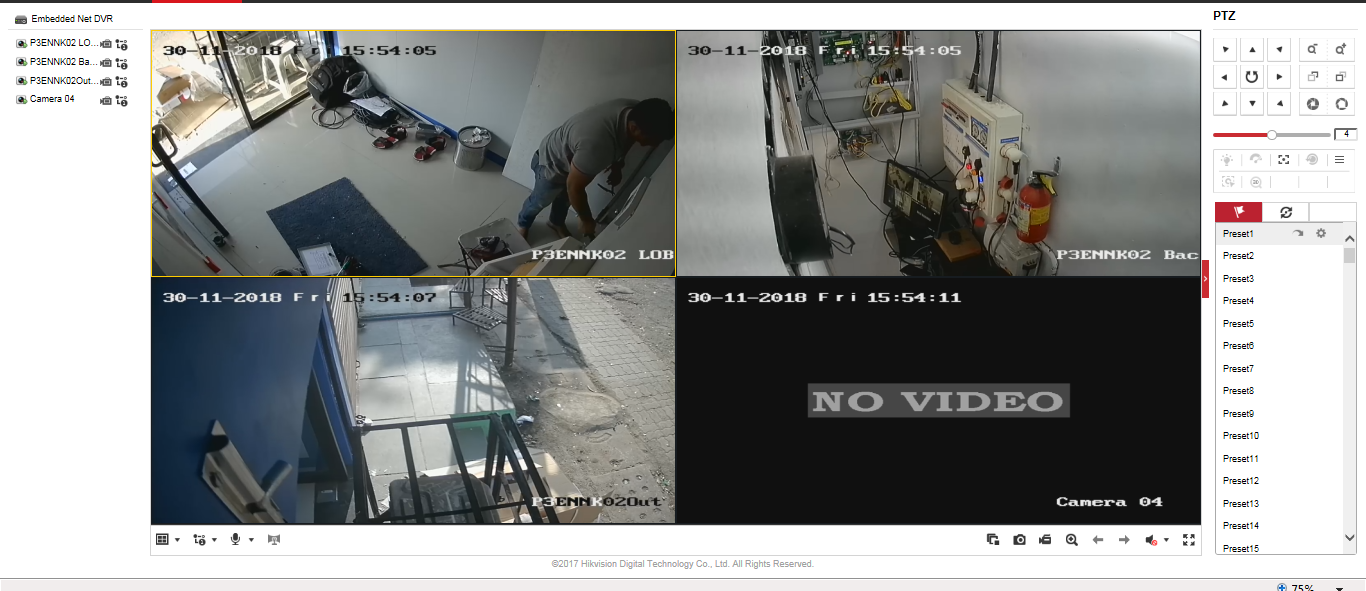 Embedded Net DVR
P3ENNK02 LO...
P3ENNK02 Ba...
P3ENNK02Out...
Camera 04
30-11-2018 Fri 15:54:05
P3ENNK02 LOB
30-11-2018 Fri 15:54:05
P3ENNK02 Bac
30-11-2018 Fri 15:54:07
P3ENNK02Out
30-11-2018 Fri 15:54:11
NO VIDEO
Camera 04
©2017 Hikvision Digital Technology Co., Ltd. All Rights Reserved.
PTZ
4
Preset1
Preset2
Preset3
Preset4
Preset5
Preset6
Preset7
Preset8
Preset9
Preset10
Preset11
Preset12
Preset13
Preset14
Preset15
75%